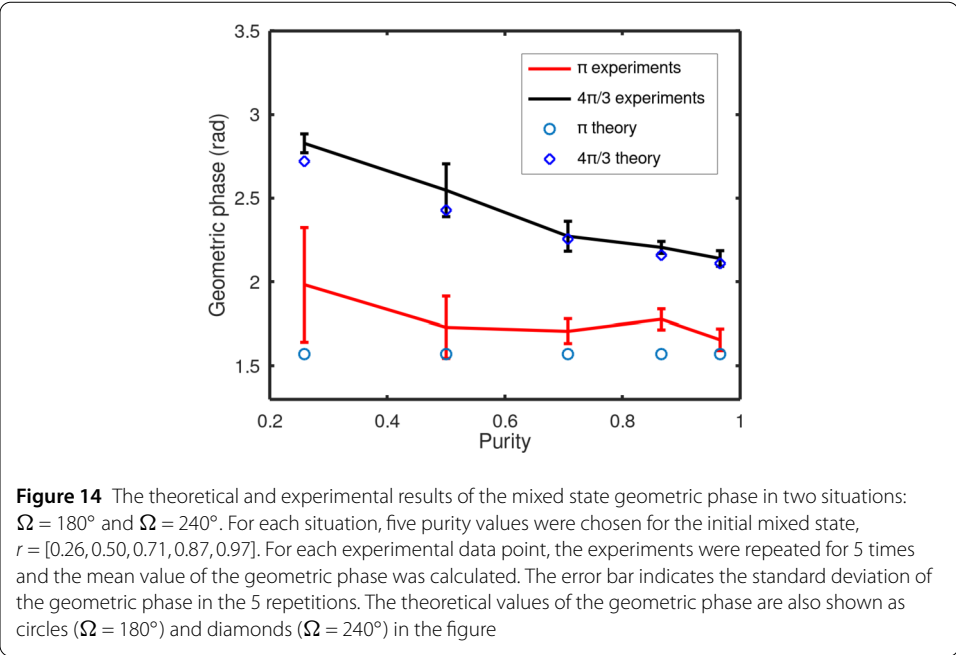 3.5
3
2.5
2
1.5
Geometric phase (rad)
π experiments
4π/3 experiments
π theory
4π/3 theory
0.2 0.4 0.6 0.8 1
Purity
Figure 14 The theoretical and experimental results of the mixed state geometric phase in two situations:
Ω = 180° and Ω = 240°. For each situation, five purity values were chosen for the initial mixed state,
r = [0.26, 0.50, 0.71, 0.87, 0.97]. For each experimental data point, the experiments were repeated for 5 times
and the mean value of the geometric phase was calculated. The error bar indicates the standard deviation of
the geometric phase in the 5 repetitions. The theoretical values of the geometric phase are also shown as
circles (Ω = 180°) and diamonds (Ω = 240°) in the figure